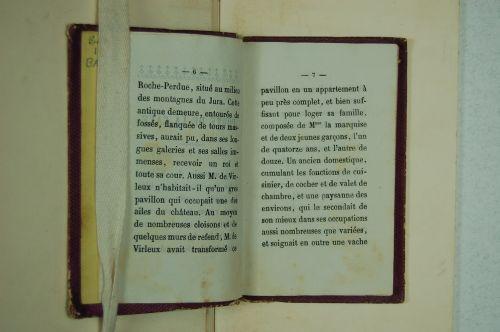 — 6 —
Roche-Perdue, situé au milieu
des montagnes du Jura. Cette
antique demeure, entourée de
fossés, flanquée de tours mas-
sives, aurait pu, dans ses lon-
gues galeries et ses salles im-
menses, recevoir un roi et
toute sa cour. Aussi M. de Vir-
leux n'habitait-il qu'un gros
pavillon qui occupait une des
ailes du château. Au moyen
de nombreuses cloisons et de
quelques murs de refend, M. de
Virleux avait transformé ce
— 7 —
pavillon en un appartement à
peu près complet, et bien suf-
fisant pour loger sa famille,
composée de Mme la marquise
et de deux jeunes garçons, l'un
de quatorze ans, et l'autre de
douze. Un ancien domestique,
cumulant les fonctions de cui-
sinier, de cocher et de valet de
chambre, et une paysanne des
environs, qui le secondait de
son mieux dans ses occupations
aussi nombreuses que variées,
et soignait en outre une vache